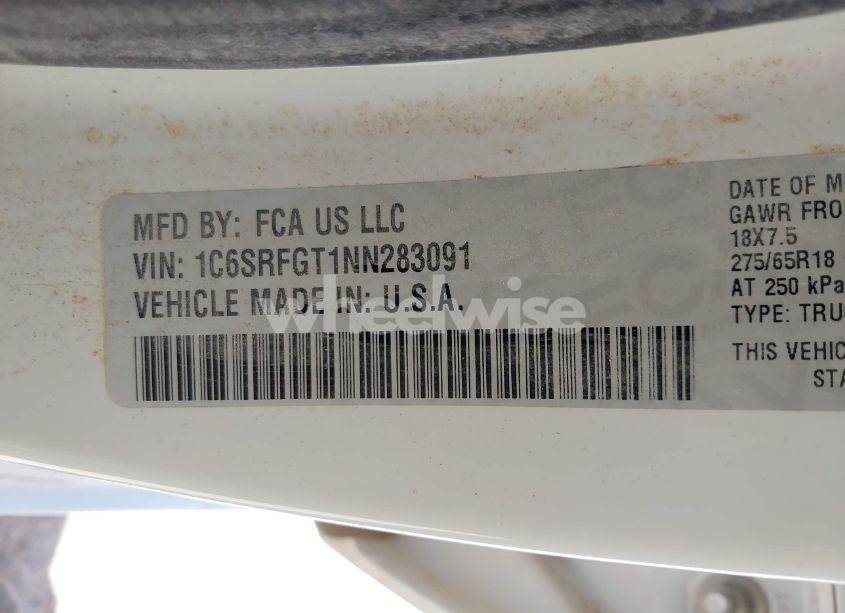 MFD BY: FCA US LLC
VIN: 1C6SRFGT1NN283091
VEHICLE MADE IN: U.S.A.
DATE OF M
GAWR FRO
18X7.5
275/65R18
AT 250 kPa
TYPE: TRUC
THIS VEHIC
STA
wheelwise